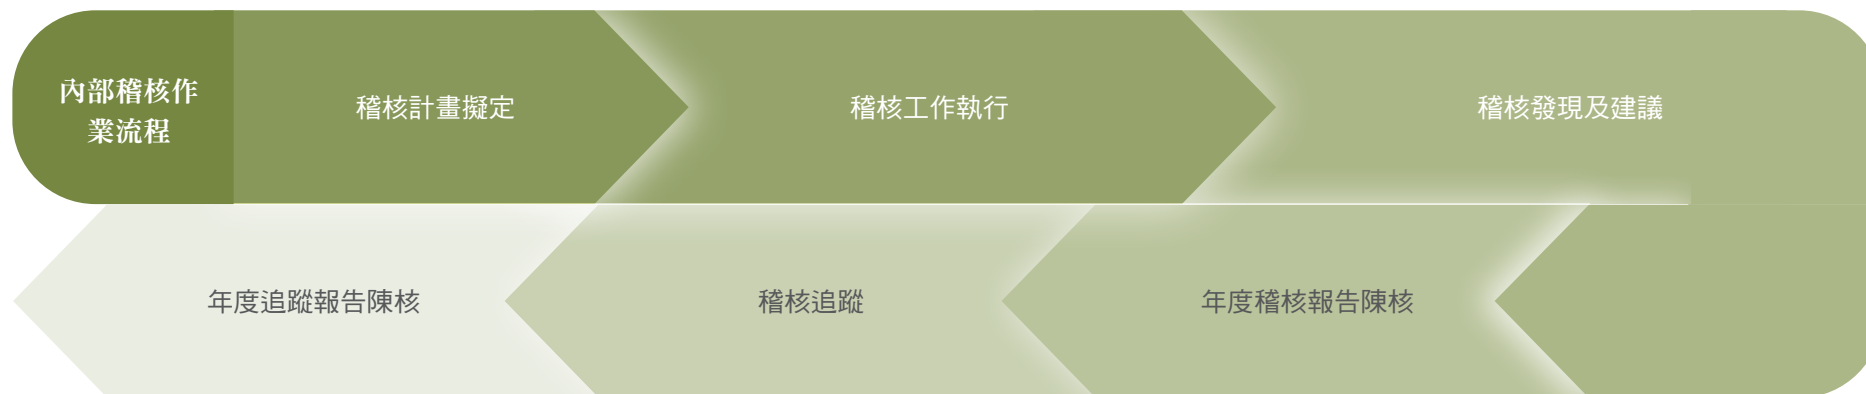 內部稽核作
業流程
稽核計畫擬定
稽核工作執行
稽核發現及建議
年度稽核報告陳核
稽核追蹤
年度追蹤報告陳核